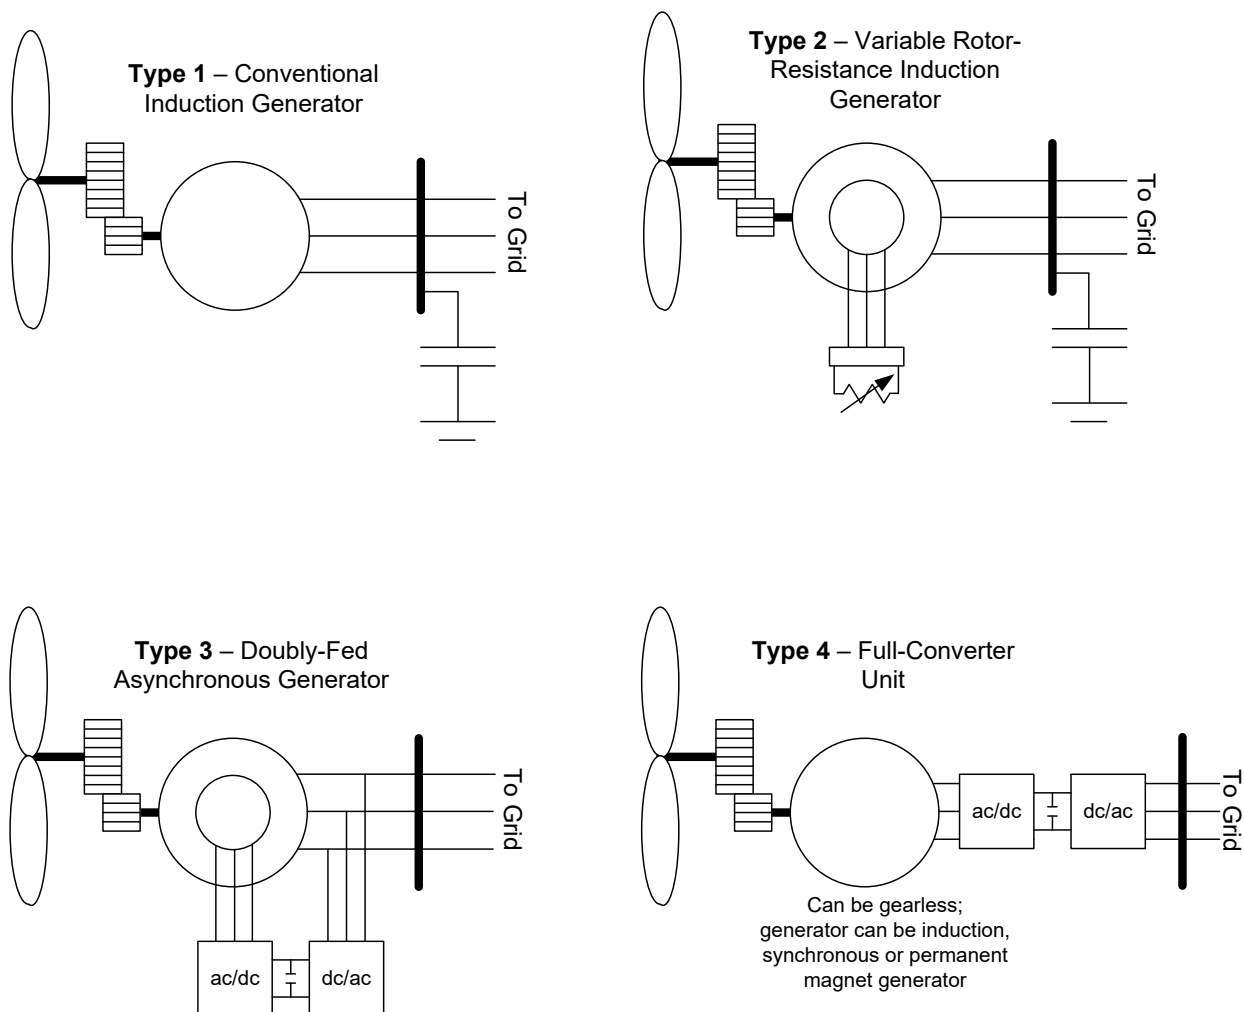 Type 1 – Conventional
Induction Generator
To Grid
Type 2 – Variable Rotor-
Resistance Induction
Generator
To Grid
Type 3 – Doubly-Fed
Asynchronous Generator
To Grid
ac/dc
dc/ac
Type 4 – Full-Converter
Unit
ac/dc
dc/ac
To Grid
Can be gearless;
generator can be induction,
synchronous or permanent
magnet generator